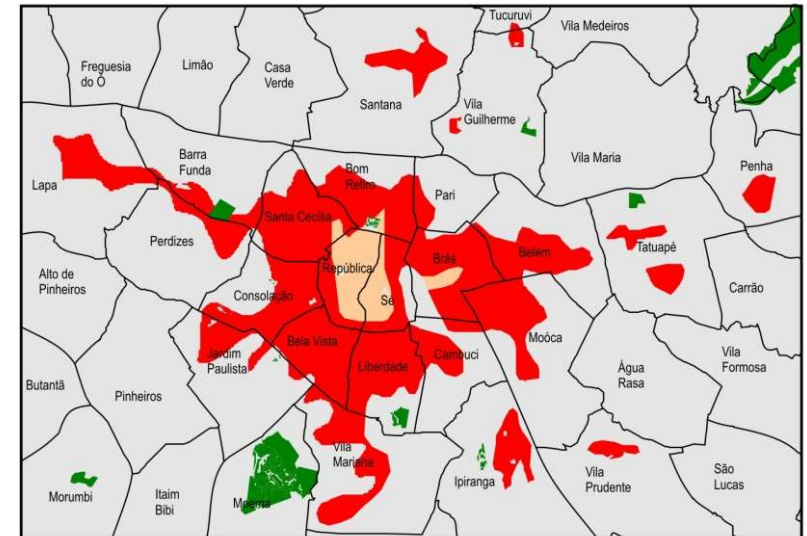 Tucuruvi
Vila Medeiros
Freguesia
do Ó
Limão
Casa
Verde
Santana
Vila
Guilherme
Vila Maria
Penha
Lapa
Barra
Funda
Bom
Retiro
Pari
Santa Cecília
Perdizes
República
Sé
Brás
Belém
Tatuapé
Carrão
Alto de
Pinheiros
Consolação
Bela Vista
Liberdade
Cambuci
Moóca
Jardim
Paulista
Água
Rasa
Vila
Formosa
Butantã
Pinheiros
Vila
Mariana
Morumbi
Itaim
Bibi
Moema
Ipiranga
Vila
Prudente
São
Lucas